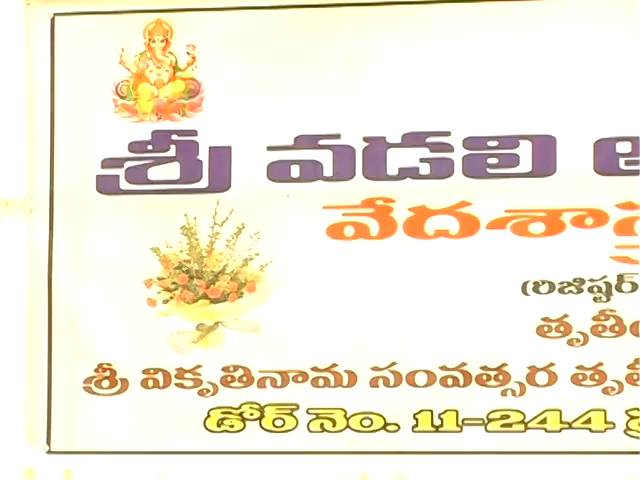 శ్రీ వడలి
వేదశాస్త్ర
(రిజిష్టర్
తృతీయ
శ్రీ వికృతినామ సంవత్సర తృతీ
డోర్ నెం. 11-244